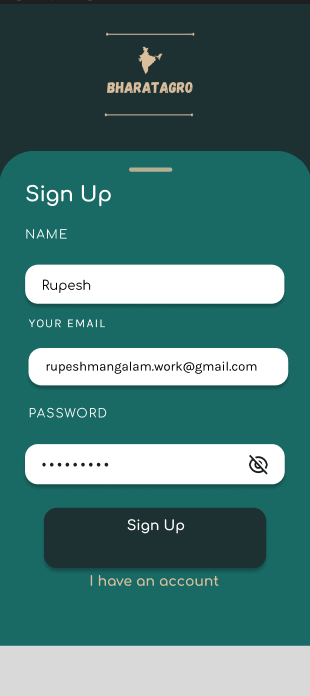 BHARATAGRO
Sign Up
NAME
Rupesh
YOUR EMAIL
rupeshmangalam.work@gmail.com
PASSWORD
•••••••••
Sign Up
I have an account